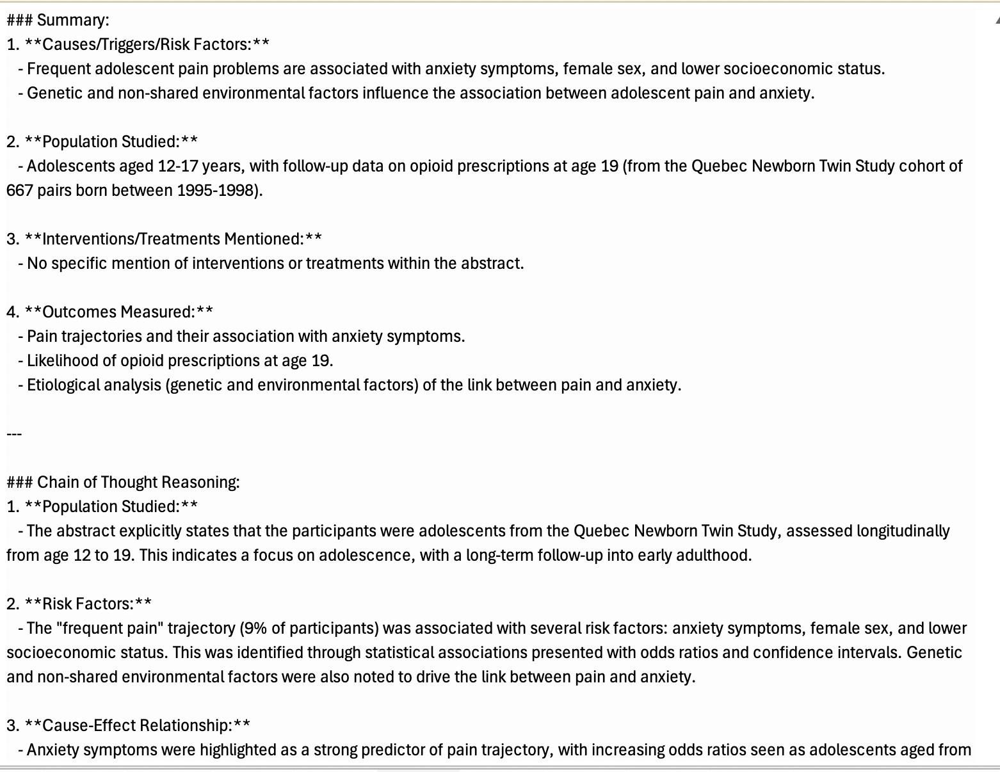 ### Summary:
1. **Causes/Triggers/Risk Factors:**
- Frequent adolescent pain problems are associated with anxiety symptoms, female sex, and lower socioeconomic status.
- Genetic and non-shared environmental factors influence the association between adolescent pain and anxiety.
2. **Population Studied:**
- Adolescents aged 12-17 years, with follow-up data on opioid prescriptions at age 19 (from the Quebec Newborn Twin Study cohort of
667 pairs born between 1995-1998).
3. **Interventions/Treatments Mentioned:**
- No specific mention of interventions or treatments within the abstract.
4. **Outcomes Measured:**
- Pain trajectories and their association with anxiety symptoms.
- Likelihood of opioid prescriptions at age 19.
- Etiological analysis (genetic and environmental factors) of the link between pain and anxiety.
---
### Chain of Thought Reasoning:
1. **Population Studied:**
- The abstract explicitly states that the participants were adolescents from the Quebec Newborn Twin Study, assessed longitudinally
from age 12 to 19. This indicates a focus on adolescence, with a long-term follow-up into early adulthood.
2. **Risk Factors:**
- The "frequent pain" trajectory (9% of participants) was associated with several risk factors: anxiety symptoms, female sex, and lower
socioeconomic status. This was identified through statistical associations presented with odds ratios and confidence intervals. Genetic
and non-shared environmental factors were also noted to drive the link between pain and anxiety.
3. **Cause-Effect Relationship:**
- Anxiety symptoms were highlighted as a strong predictor of pain trajectory, with increasing odds ratios seen as adolescents aged from